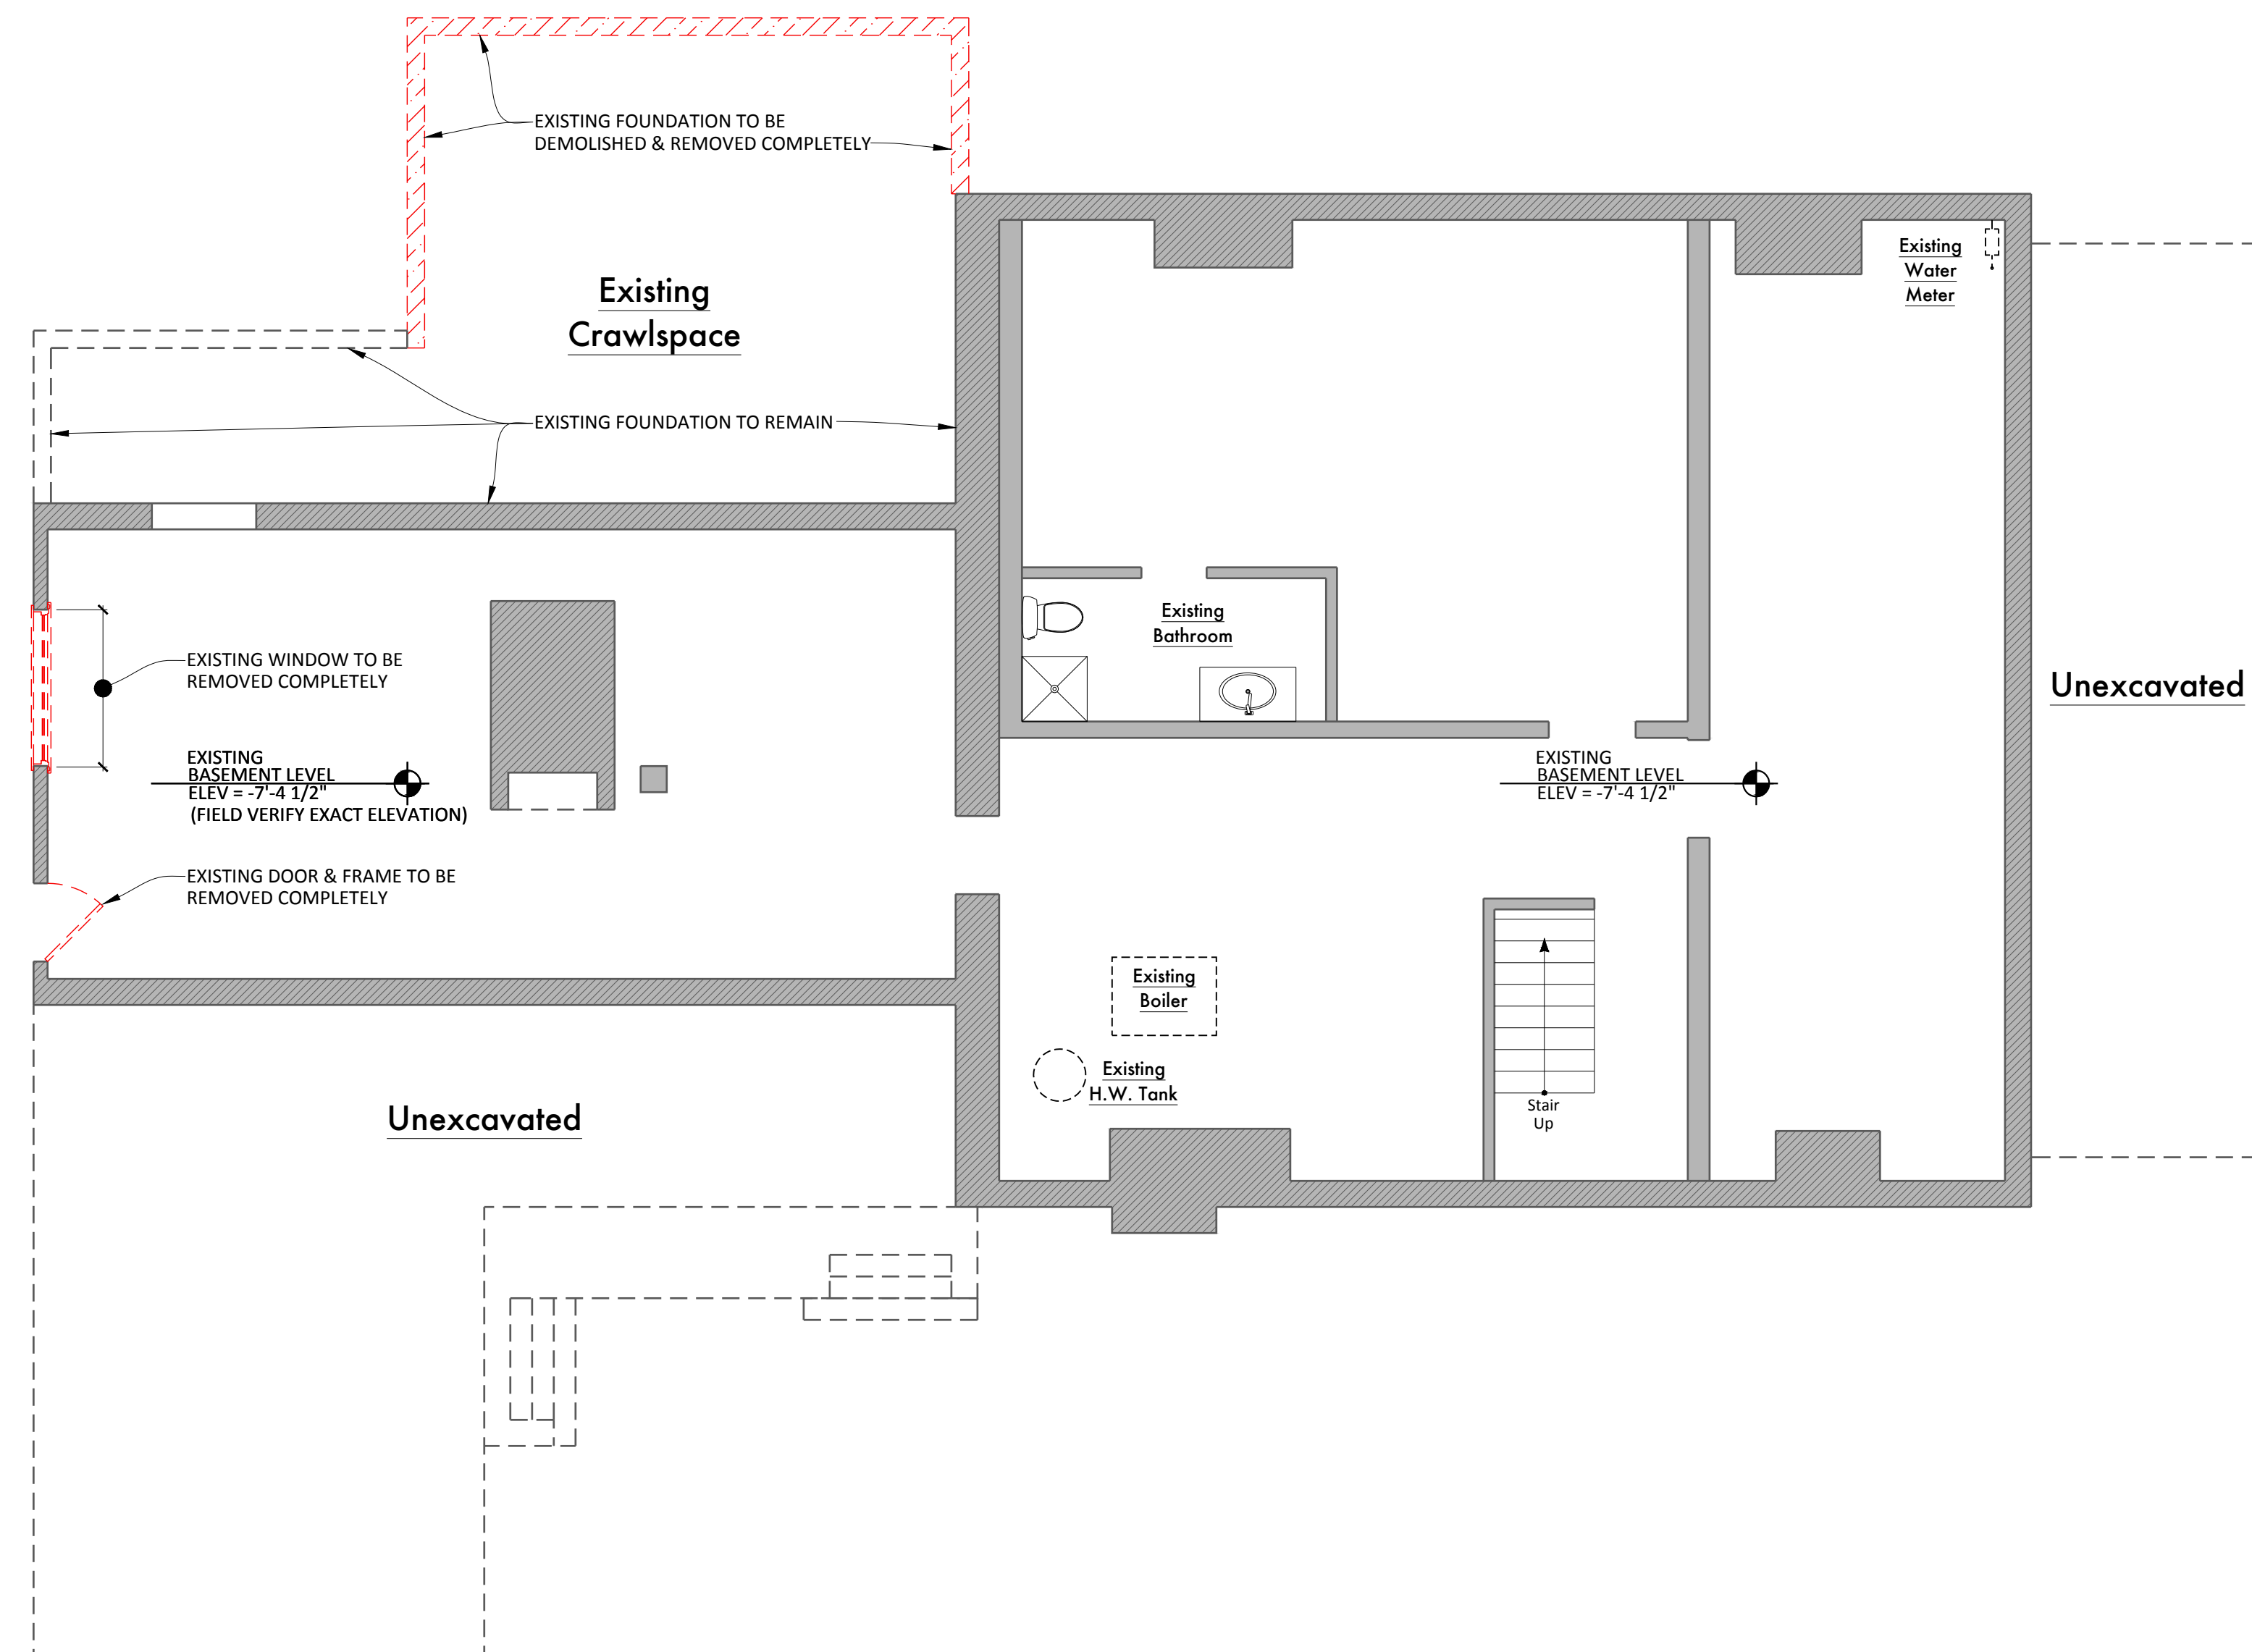 EXISTING FOUNDATION TO BE
DEMOLISHED & REMOVED COMPLETELY
Existing
Crawlspace
EXISTING FOUNDATION TO REMAIN
Existing
Water
Meter
Existing
Bathroom
Unexcavated
EXISTING WINDOW TO BE
REMOVED COMPLETELY
EXISTING
BASEMENT LEVEL
ELEV = -7'-4 1/2"
(FIELD VERIFY EXACT ELEVATION)
EXISTING
BASEMENT LEVEL
ELEV = -7'-4 1/2"
EXISTING DOOR & FRAME TO BE
REMOVED COMPLETELY
Existing
Boiler
Existing
H.W. Tank
Stair
Up
Unexcavated